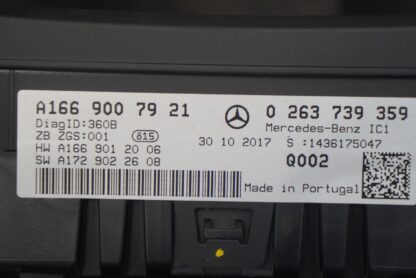 A166 900 79 21
0 263 739 359
DiagID:360B
Mercedes-Benz IC1
ZB ZGS:001 815
30 10 2017 S :1436175047
HW A166 901 20 06
SW A172 902 26 08
Q002
Made in Portugal